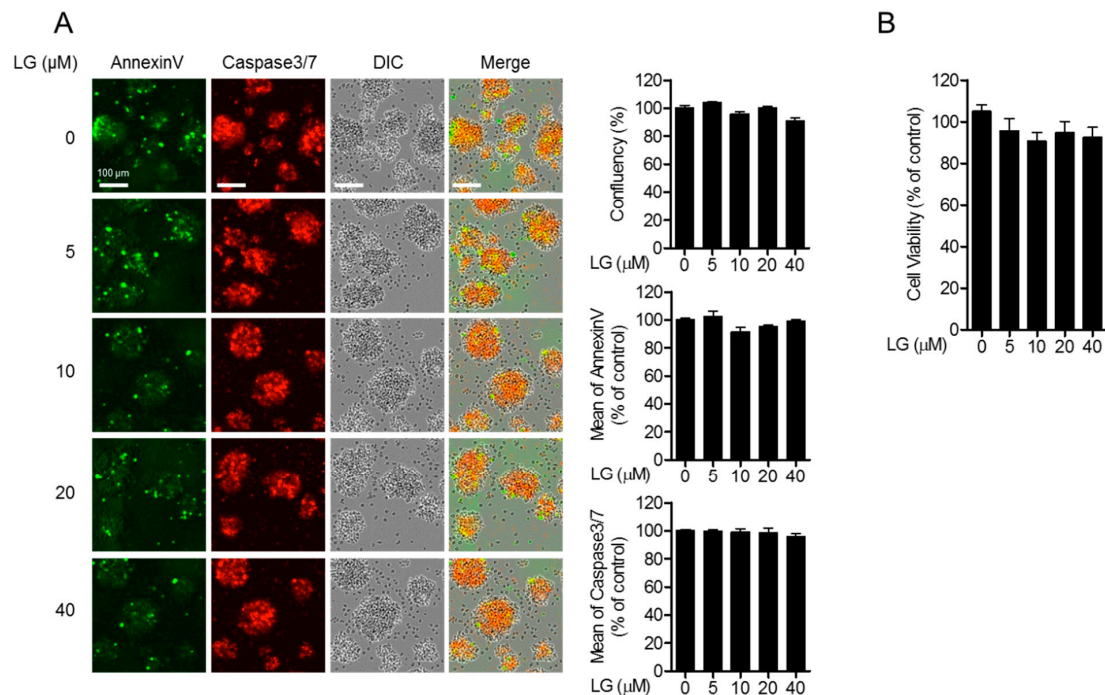 A
B
LG (μM)
AnnexinV
Caspase3/7
DIC
Merge
0
100 μm
5
10
20
40
Confluency (%)
120
100
80
60
40
20
0
LG (μM)
0 5 10 20 40
Mean of AnnexinV
(% of control)
120
100
80
60
40
20
0
LG (μM)
0 5 10 20 40
Mean of Caspase3/7
(% of control)
120
100
80
60
40
20
0
LG (μM)
0 5 10 20 40
Cell Viability (% of control)
120
100
80
60
40
20
0
LG (μM)
0 5 10 20 40